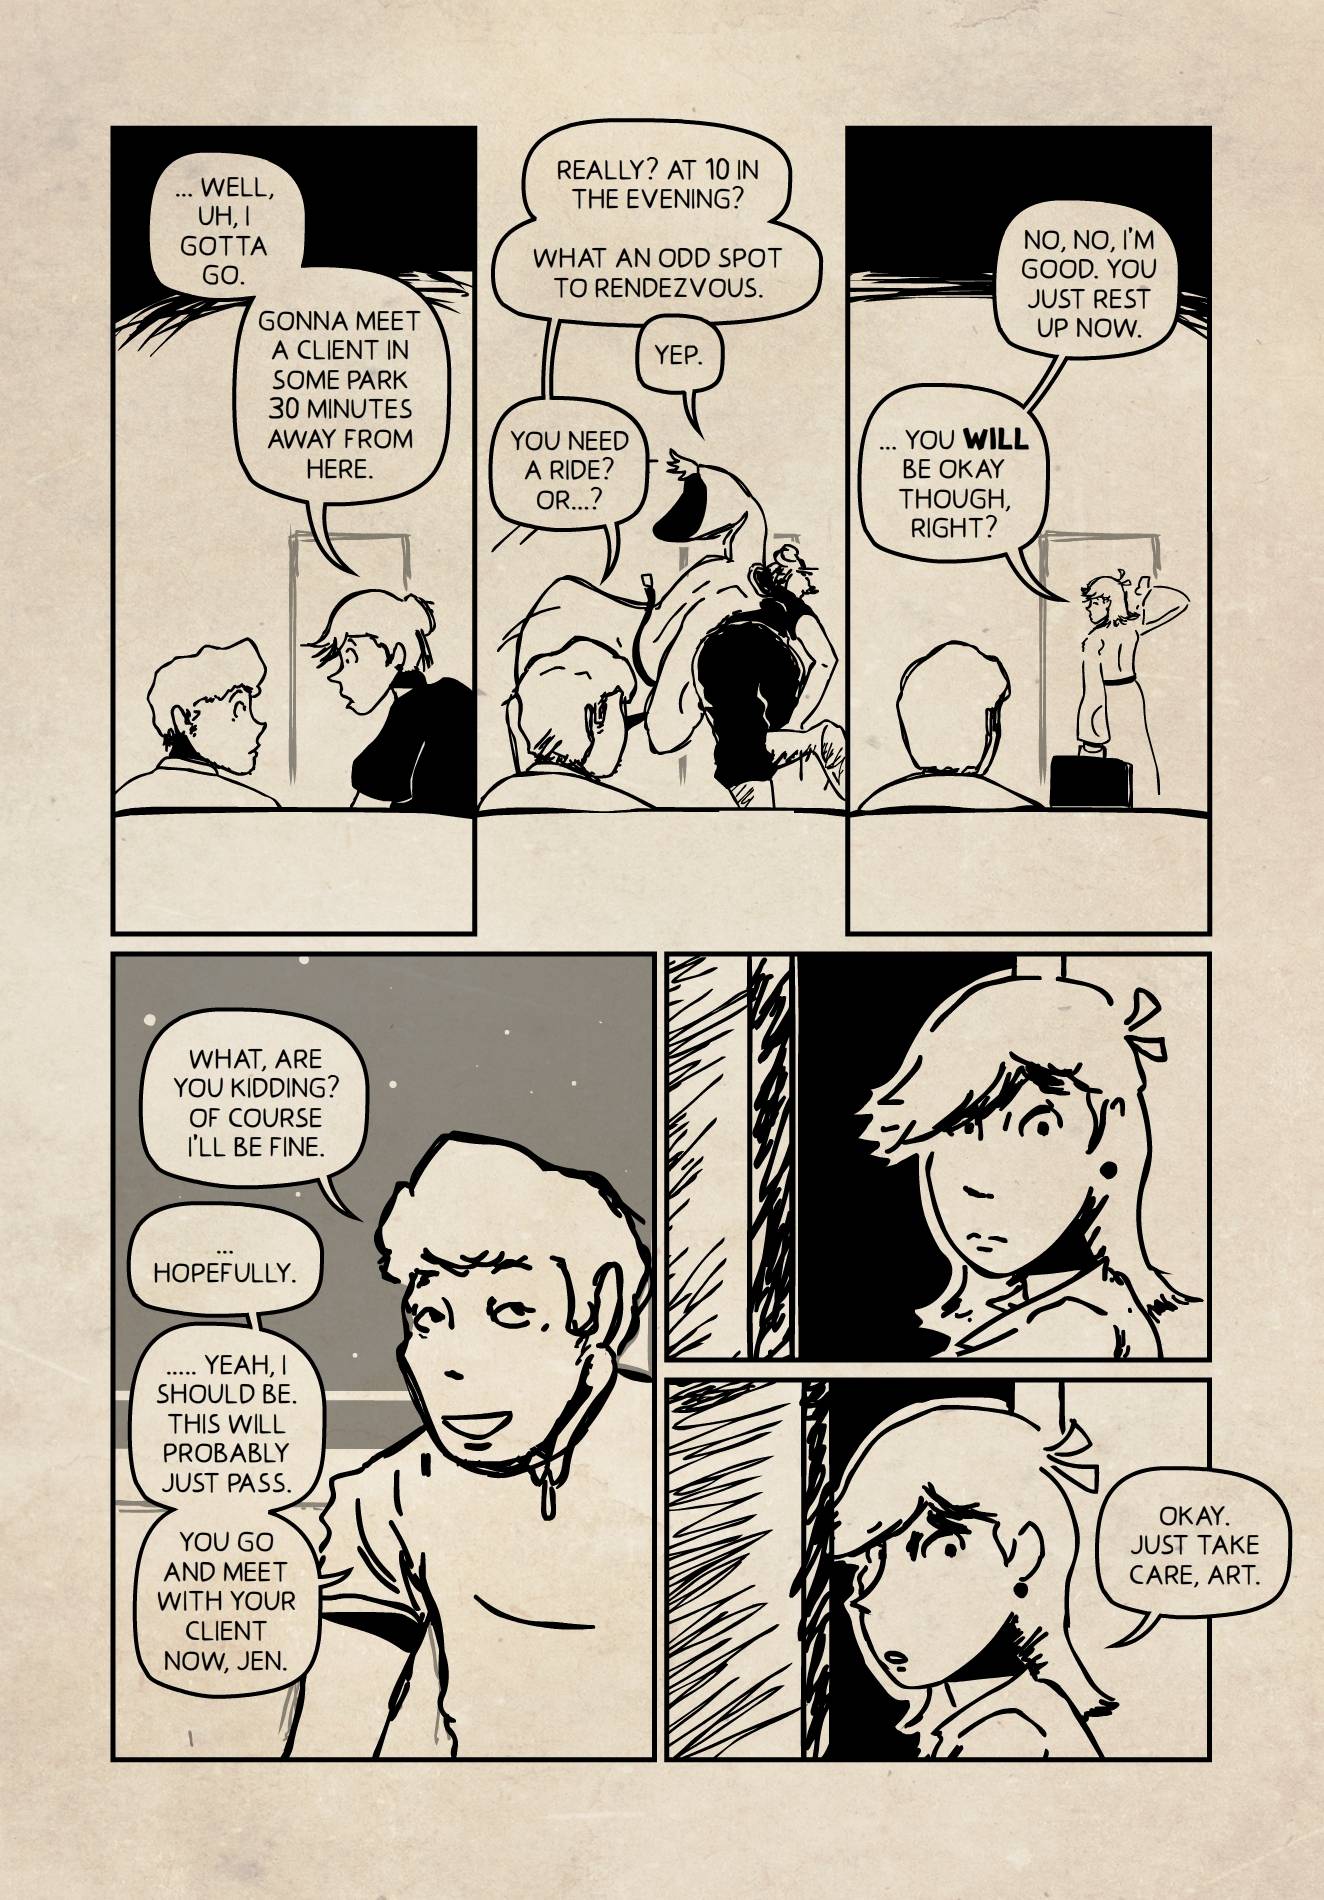 ... WELL,
UH, I
GOTTA
GO.
GONNA MEET
A CLIENT IN
SOME PARK
30 MINUTES
AWAY FROM
HERE.
REALLY? AT 10 IN
THE EVENING?
WHAT AN ODD SPOT
TO RENDEZVOUS.
YEP.
YOU NEED
A RIDE?
OR...?
NO, NO, I'M
GOOD. YOU
JUST REST
UP NOW.
... YOU WILL
BE OKAY
THOUGH,
RIGHT?
WHAT, ARE
YOU KIDDING?
OF COURSE
I'LL BE FINE.
...
HOPEFULLY.
..... YEAH, I
SHOULD BE.
THIS WILL
PROBABLY
JUST PASS.
YOU GO
AND MEET
WITH YOUR
CLIENT
NOW, JEN.
OKAY.
JUST TAKE
CARE, ART.